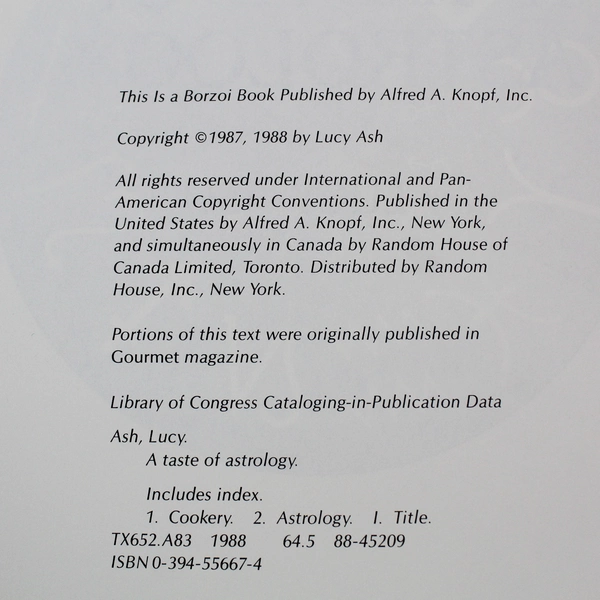 This Is a Borzoi Book Published by Alfred A. Knopf, Inc.
Copyright ©1987, 1988 by Lucy Ash
All rights reserved under International and Pan-
American Copyright Conventions. Published in the
United States by Alfred A. Knopf, Inc., New York,
and simultaneously in Canada by Random House of
Canada Limited, Toronto. Distributed by Random
House, Inc., New York.
Portions of this text were originally published in
Gourmet magazine.
Library of Congress Cataloging-in-Publication Data
Ash, Lucy.
A taste of astrology.
Includes index.
1. Cookery. 2. Astrology. I. Title.
TX652.A83 1988 64.5 88-45209
ISBN 0-394-55667-4